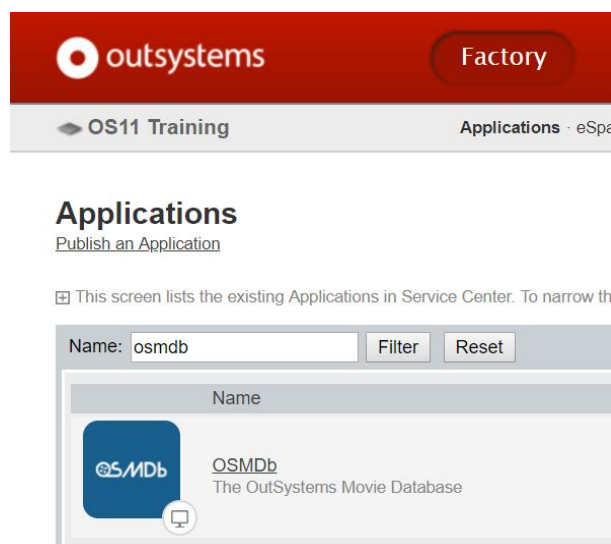 outsystems
Factory
OS11 Training
Applications · eSpa
Applications
Publish an Application
This screen lists the existing Applications in Service Center. To narrow th
Name: osmdb Filter Reset
Name
OSMDb
OSMDb
The OutSystems Movie Database